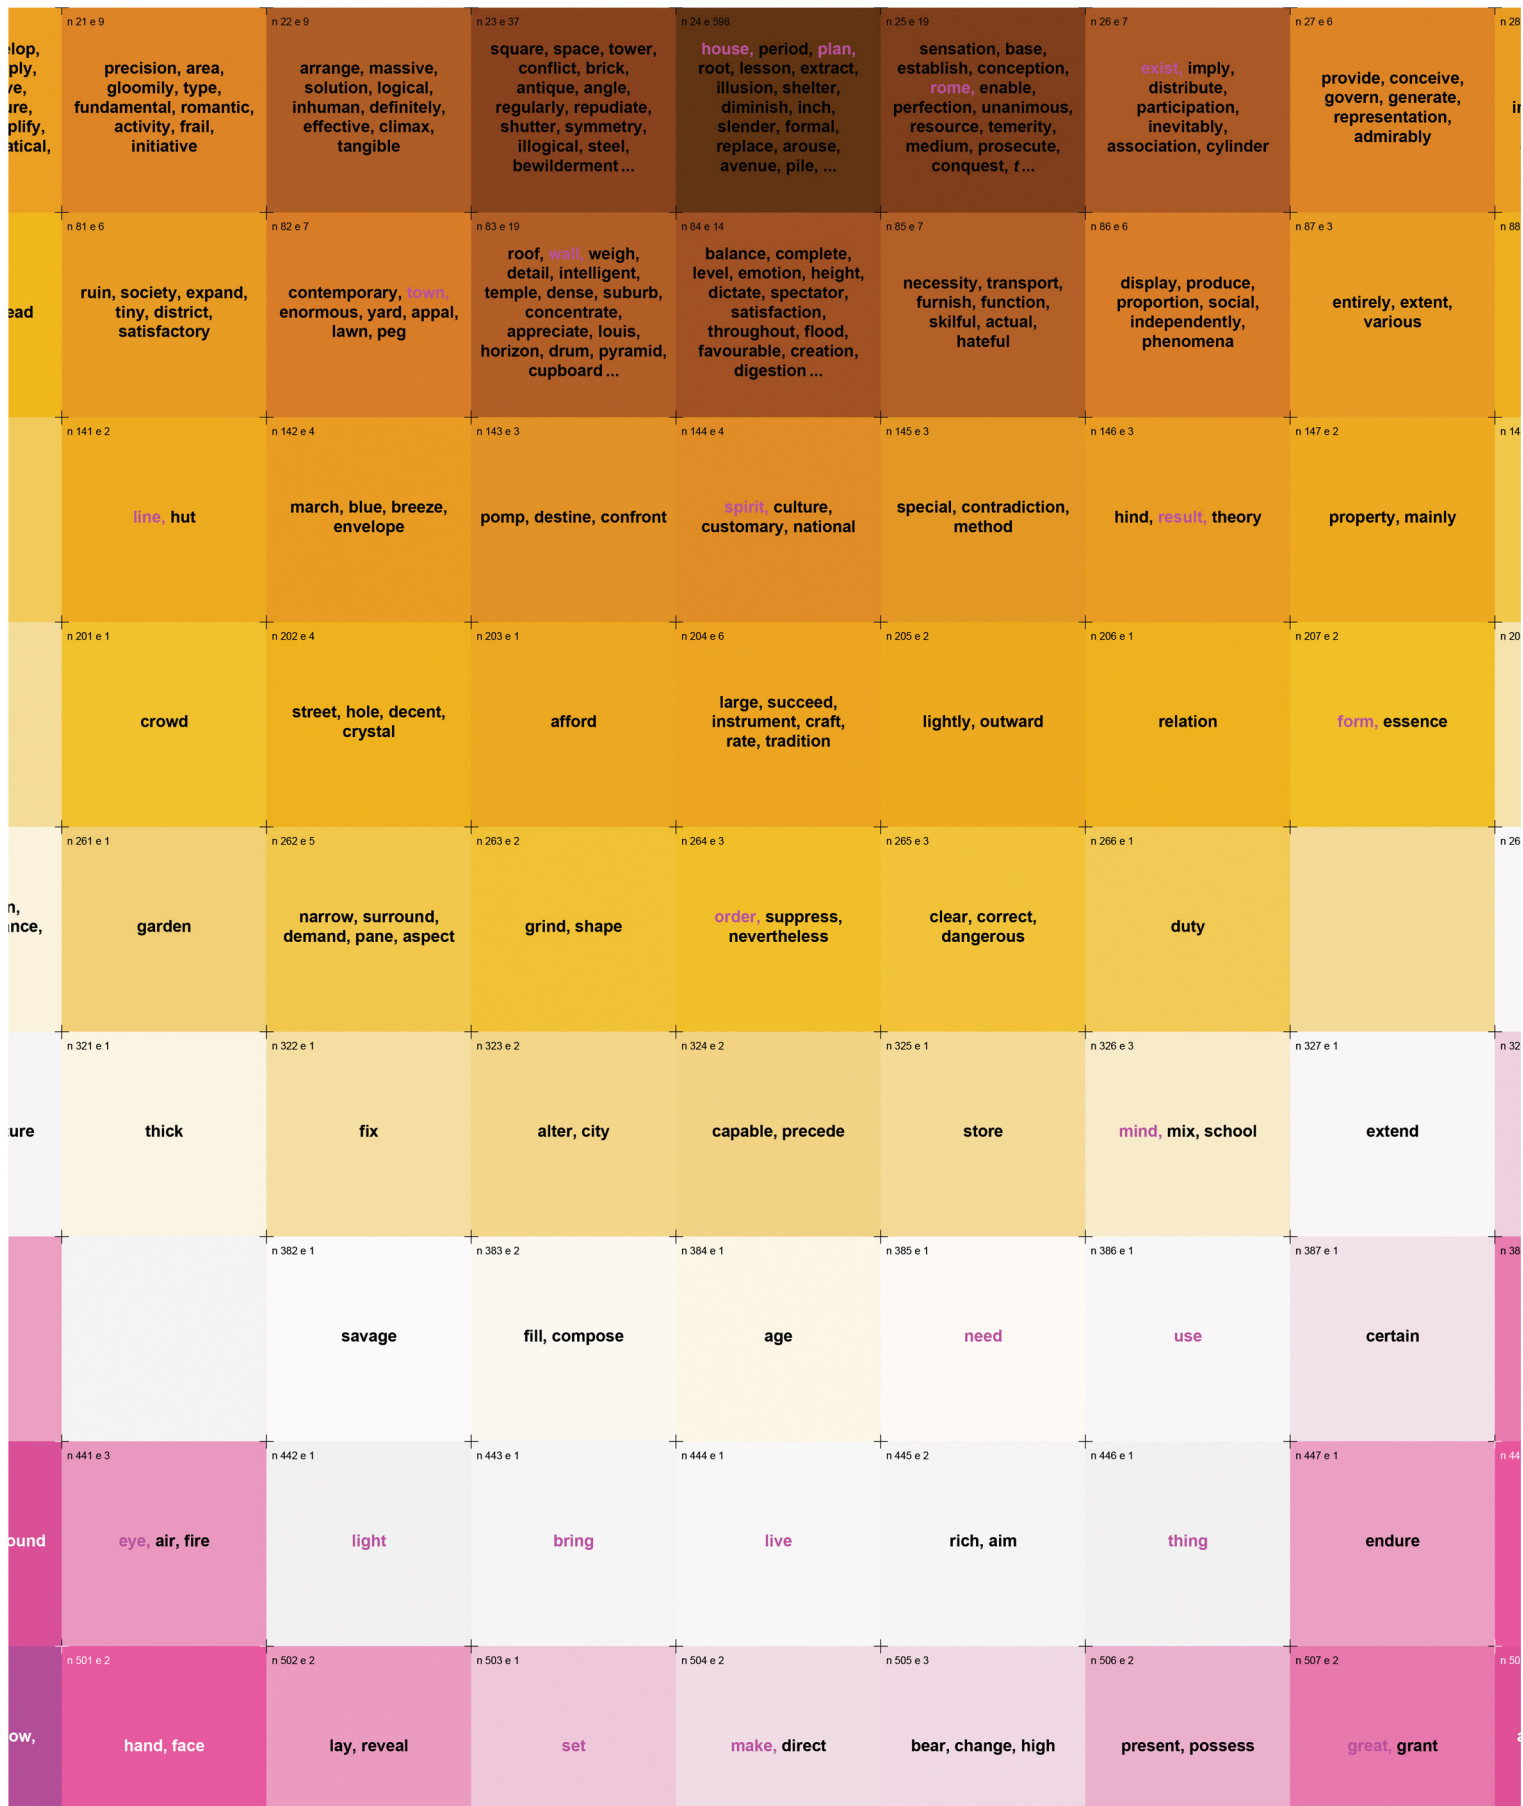 n 21 e 9
precision, area,
gloomily, type,
fundamental, romantic,
activity, frail,
initiative
n 22 e 9
arrange, massive,
solution, logical,
inhuman, definitely,
effective, climax,
tangible
n 23 e 37
square, space, tower,
conflict, brick,
antique, angle,
regularly, repudiate,
shutter, symmetry,
illogical, steel,
bewilderment ...
n 24 e 598
house, period, plan,
root, lesson, extract,
illusion, shelter,
diminish, inch,
slender, formal,
replace, arouse,
avenue, pile, ...
n 25 e 19
sensation, base,
establish, conception,
rome, enable,
perfection, unanimous,
resource, temerity,
medium, prosecute,
conquest, t ...
n 26 e 7
exist, imply,
distribute,
participation,
inevitably,
association, cylinder
n 27 e 6
provide, conceive,
govern, generate,
representation,
admirably
n 28
n 81 e 6
ruin, society, expand,
tiny, district,
satisfactory
n 82 e 7
contemporary, town,
enormous, yard, appal,
lawn, peg
n 83 e 19
roof, wall, weigh,
detail, intelligent,
temple, dense, suburb,
concentrate,
appreciate, louis,
horizon, drum, pyramid,
cupboard ...
n 84 e 14
balance, complete,
level, emotion, height,
dictate, spectator,
satisfaction,
throughout, flood,
favourable, creation,
digestion ...
n 85 e 7
necessity, transport,
furnish, function,
skilful, actual,
hateful
n 86 e 6
display, produce,
proportion, social,
independently,
phenomena
n 87 e 3
entirely, extent,
various
n 88
n 141 e 2
line, hut
n 142 e 4
march, blue, breeze,
envelope
n 143 e 3
pomp, destine, confront
n 144 e 4
spirit, culture,
customary, national
n 145 e 3
special, contradiction,
method
n 146 e 3
hind, result, theory
n 147 e 2
property, mainly
n 201 e 1
crowd
n 202 e 4
street, hole, decent,
crystal
n 203 e 1
afford
n 204 e 6
large, succeed,
instrument, craft,
rate, tradition
n 205 e 2
lightly, outward
n 206 e 1
relation
n 207 e 2
form, essence
n 261 e 1
garden
n 262 e 5
narrow, surround,
demand, pane, aspect
n 263 e 2
grind, shape
n 264 e 3
order, suppress,
nevertheless
n 265 e 3
clear, correct,
dangerous
n 266 e 1
duty
n 321 e 1
thick
n 322 e 1
fix
n 323 e 2
alter, city
n 324 e 2
capable, precede
n 325 e 1
store
n 326 e 3
mind, mix, school
n 327 e 1
extend
n 382 e 1
savage
n 383 e 2
fill, compose
n 384 e 1
age
n 385 e 1
need
n 386 e 1
use
n 387 e 1
certain
n 441 e 3
eye, air, fire
n 442 e 1
light
n 443 e 1
bring
n 444 e 1
live
n 445 e 2
rich, aim
n 446 e 1
thing
n 447 e 1
endure
n 501 e 2
hand, face
n 502 e 2
lay, reveal
n 503 e 1
set
n 504 e 2
make, direct
n 505 e 3
bear, change, high
n 506 e 2
present, possess
n 507 e 2
great, grant